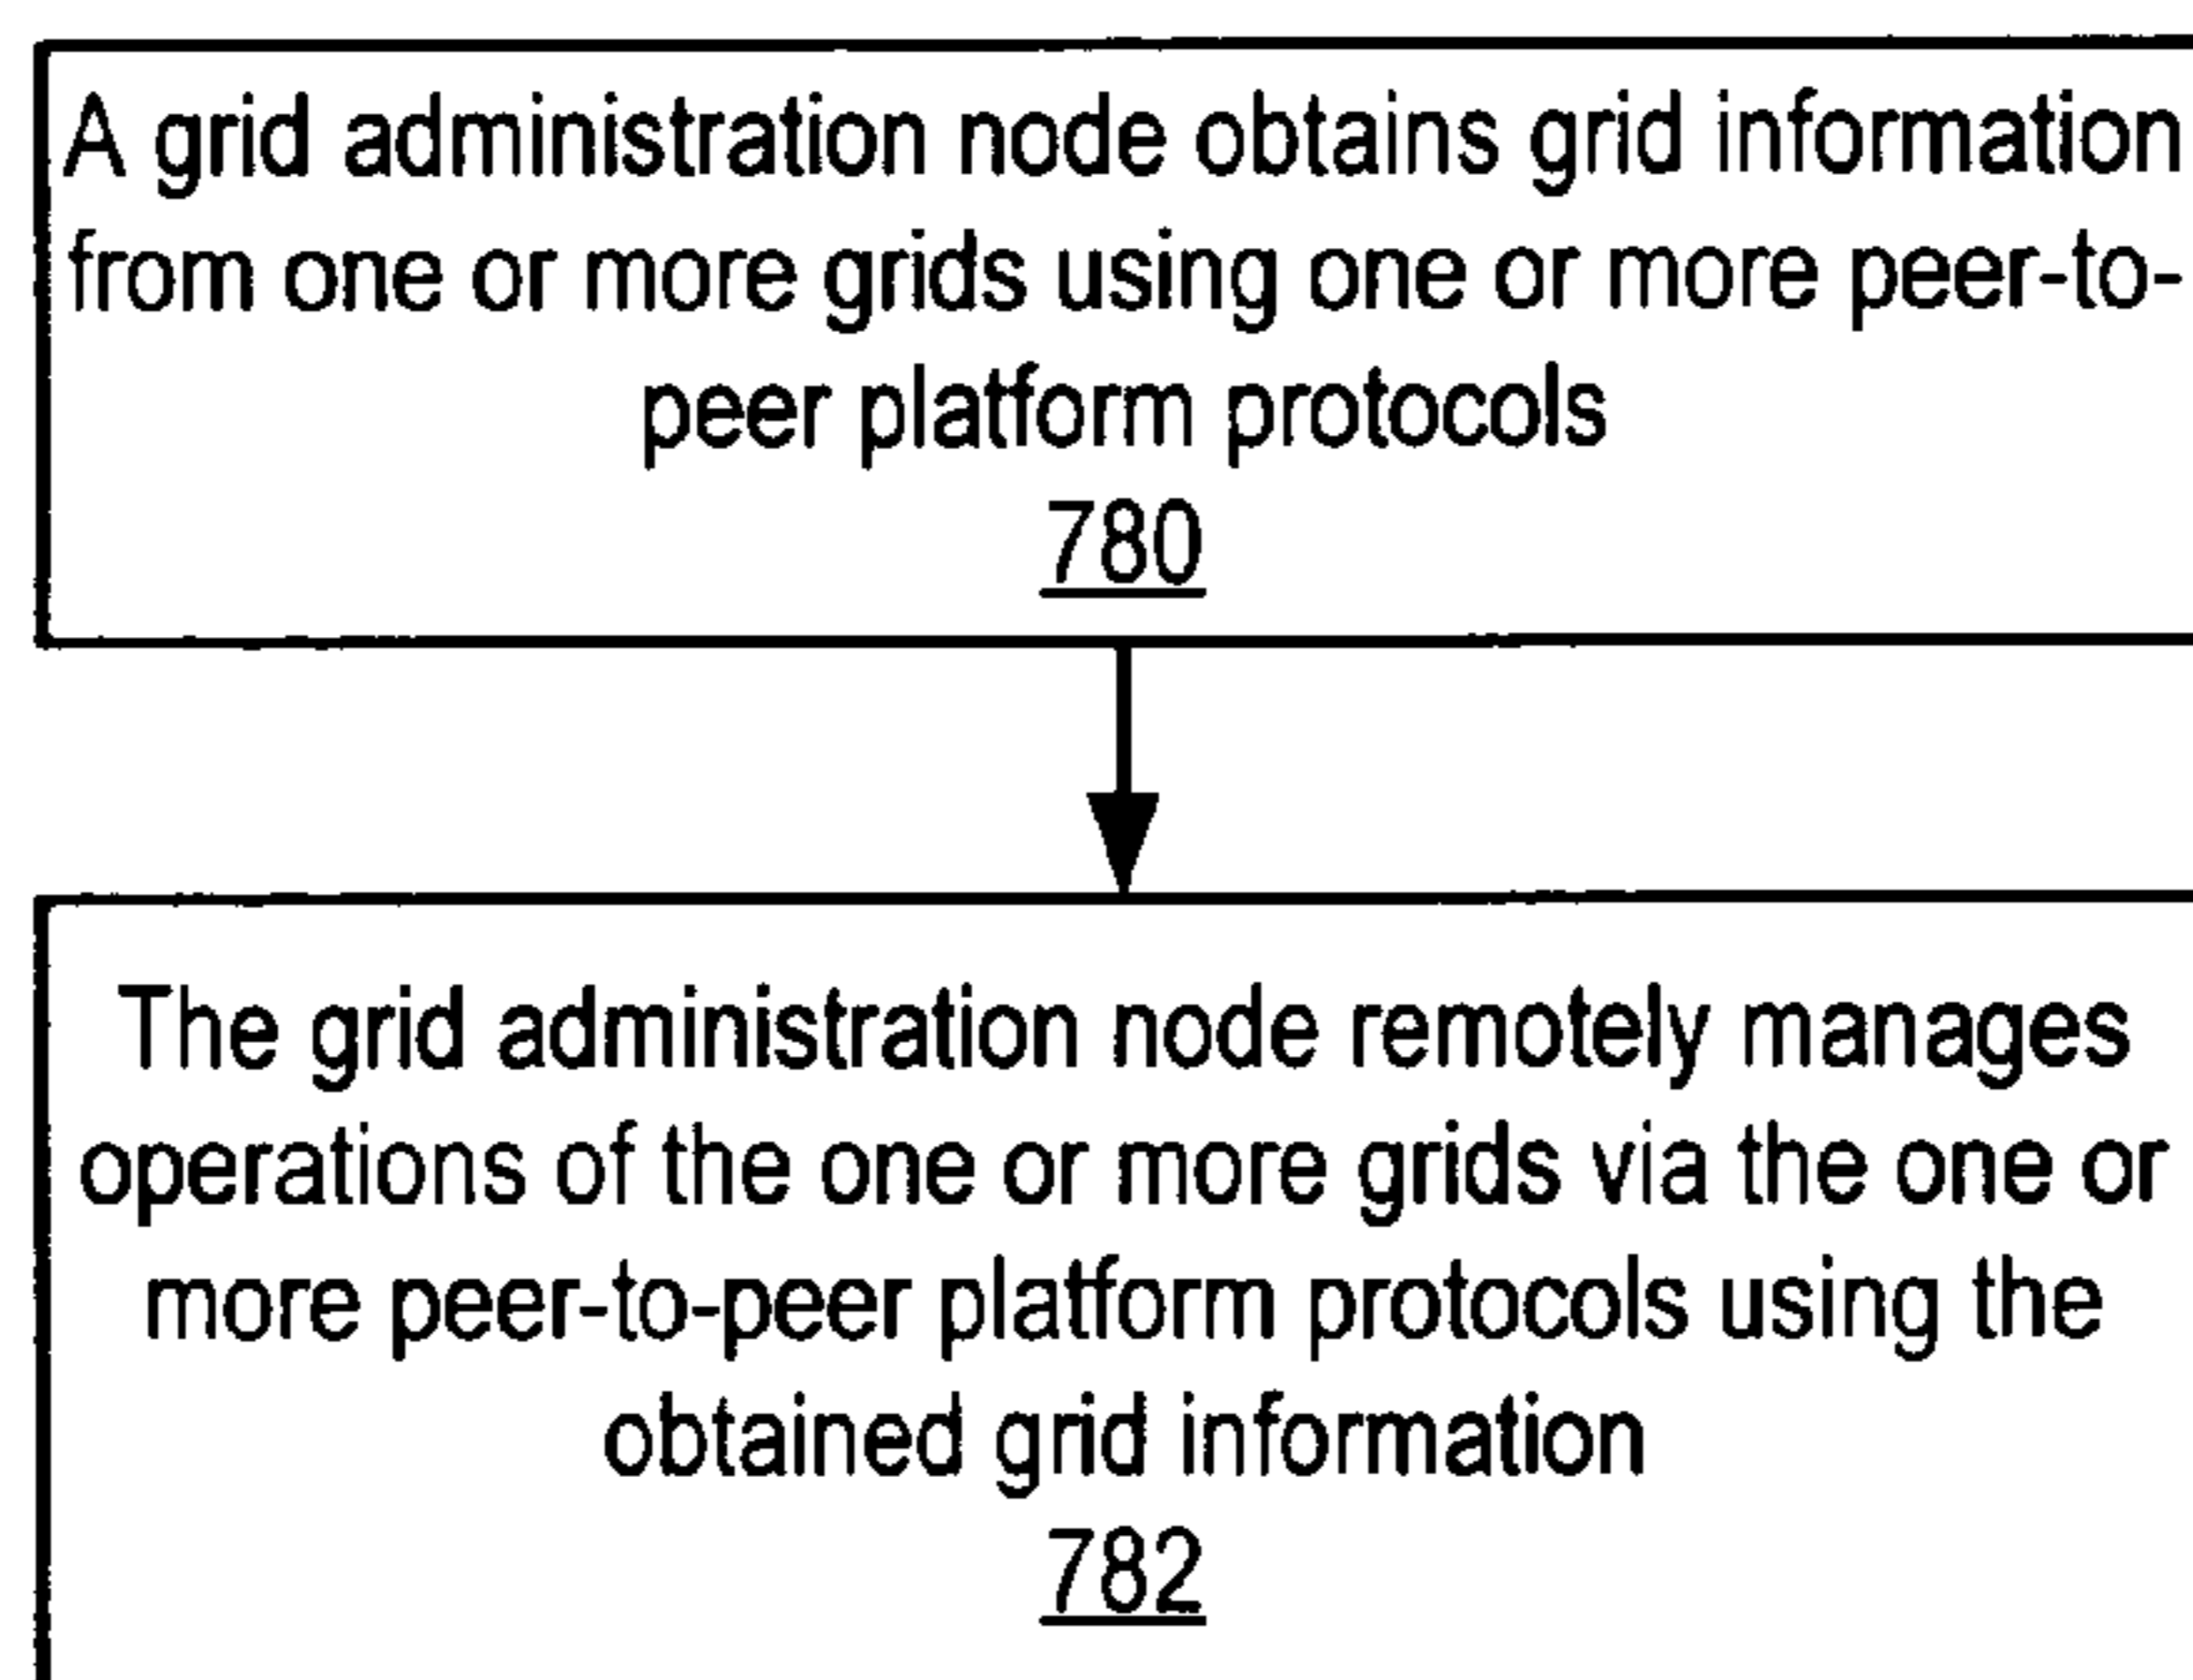 A grid administration node obtains grid information
from one or more grids using one or more peer-to-
peer platform protocols
780
The grid administration node remotely manages
operations of the one or more grids via the one or
more peer-to-peer platform protocols using the
obtained grid information
782